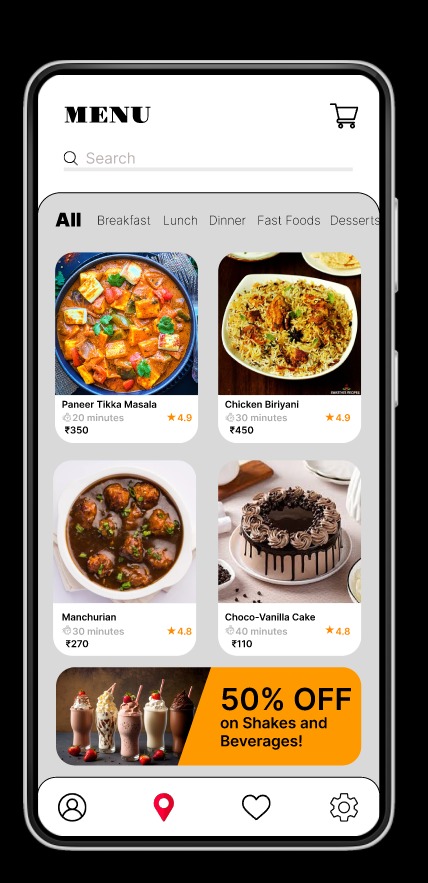 MENU
Search
All Breakfast Lunch Dinner Fast Foods Desserts
Paneer Tikka Masala
20 minutes ★4.9
₹350
Chicken Biriyani
30 minutes ★4.9
₹450
Manchurian
30 minutes ★4.8
₹270
Choco-Vanilla Cake
40 minutes ★4.8
₹110
50% OFF
on Shakes and
Beverages!